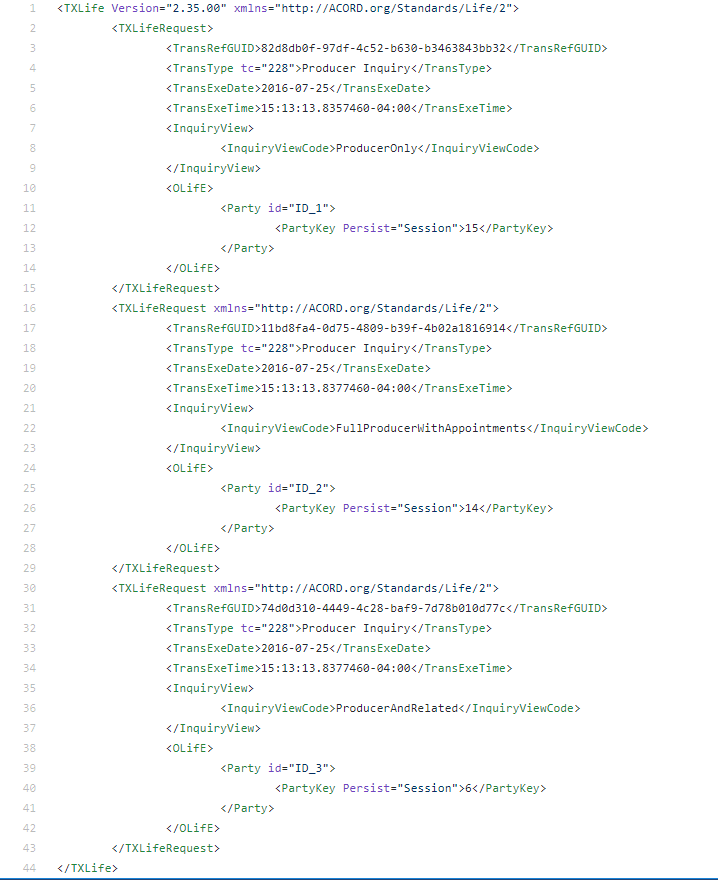 1 <TXLife Version="2.35.00" xmlns="http://ACORD.org/Standards/Life/2">
2 <TXLifeRequest>
3 <TransRefGUID>82d8db0f-97df-4c52-b630-b3463843bb32</TransRefGUID>
4 <TransType tc="228">Producer Inquiry</TransType>
5 <TransExeDate>2016-07-25</TransExeDate>
6 <TransExeTime>15:13:13.8357460-04:00</TransExeTime>
7 <InquiryView>
8 <InquiryViewCode>ProducerOnly</InquiryViewCode>
9 </InquiryView>
10 <OLifE>
11 <Party id="ID_1">
12 <PartyKey Persist="Session">15</PartyKey>
13 </Party>
14 </OLifE>
15 </TXLifeRequest>
16 <TXLifeRequest xmlns="http://ACORD.org/Standards/Life/2">
17 <TransRefGUID>11bd8fa4-0d75-4809-b39f-4b02a1816914</TransRefGUID>
18 <TransType tc="228">Producer Inquiry</TransType>
19 <TransExeDate>2016-07-25</TransExeDate>
20 <TransExeTime>15:13:13.8377460-04:00</TransExeTime>
21 <InquiryView>
22 <InquiryViewCode>FullProducerWithAppointments</InquiryViewCode>
23 </InquiryView>
24 <OLifE>
25 <Party id="ID_2">
26 <PartyKey Persist="Session">14</PartyKey>
27 </Party>
28 </OLifE>
29 </TXLifeRequest>
30 <TXLifeRequest xmlns="http://ACORD.org/Standards/Life/2">
31 <TransRefGUID>74d0d310-4449-4c28-baf9-7d78b010d77c</TransRefGUID>
32 <TransType tc="228">Producer Inquiry</TransType>
33 <TransExeDate>2016-07-25</TransExeDate>
34 <TransExeTime>15:13:13.8377460-04:00</TransExeTime>
35 <InquiryView>
36 <InquiryViewCode>ProducerAndRelated</InquiryViewCode>
37 </InquiryView>
38 <OLifE>
39 <Party id="ID_3">
40 <PartyKey Persist="Session">6</PartyKey>
41 </Party>
42 </OLifE>
43 </TXLifeRequest>
44 </TXLife>